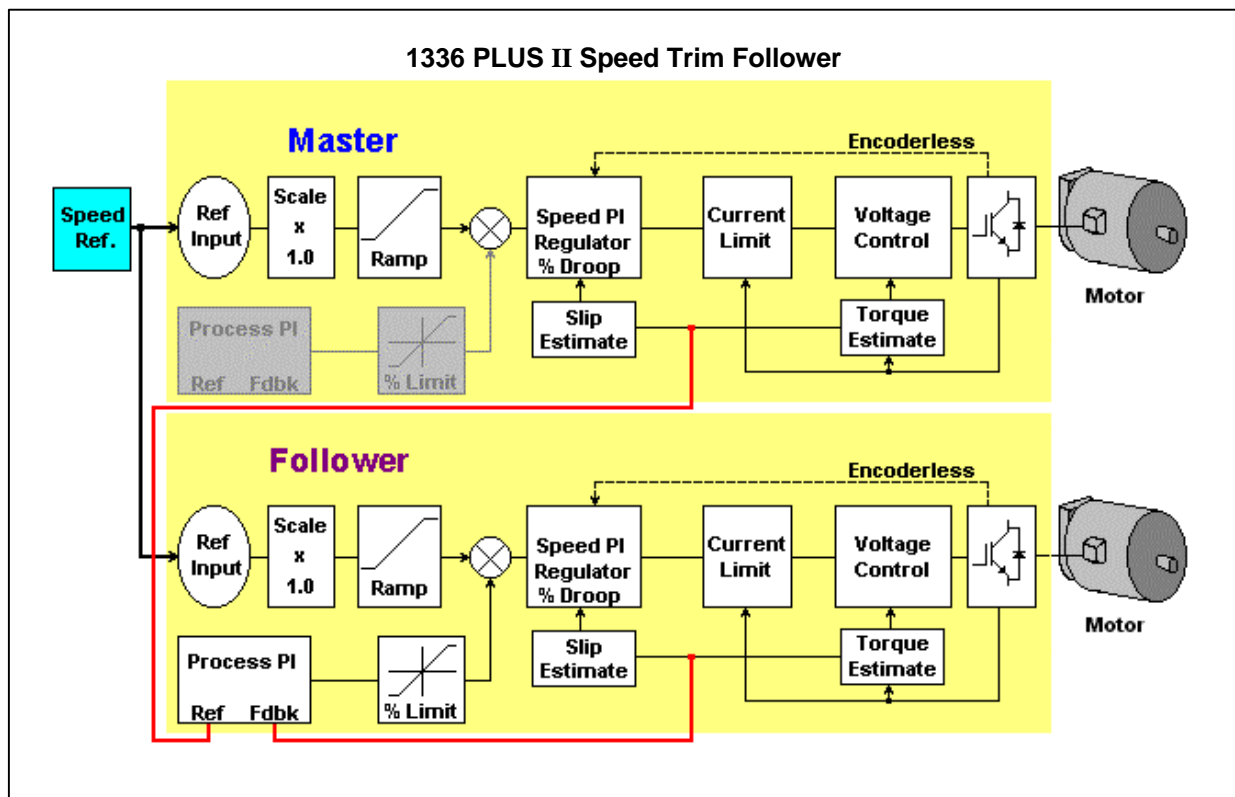 1336 PLUS II Speed Trim Follower
Master
Encoderless
Speed
Ref.
Ref
Input
Scale
x
1.0
Ramp
Speed PI
Regulator
% Droop
Current
Limit
Voltage
Control
Motor
Process PI
Ref Fdbk
% Limit
Slip
Estimate
Torque
Estimate
Follower
Encoderless
Ref
Input
Scale
x
1.0
Ramp
Speed PI
Regulator
% Droop
Current
Limit
Voltage
Control
Motor
Process PI
Ref Fdbk
% Limit
Slip
Estimate
Torque
Estimate